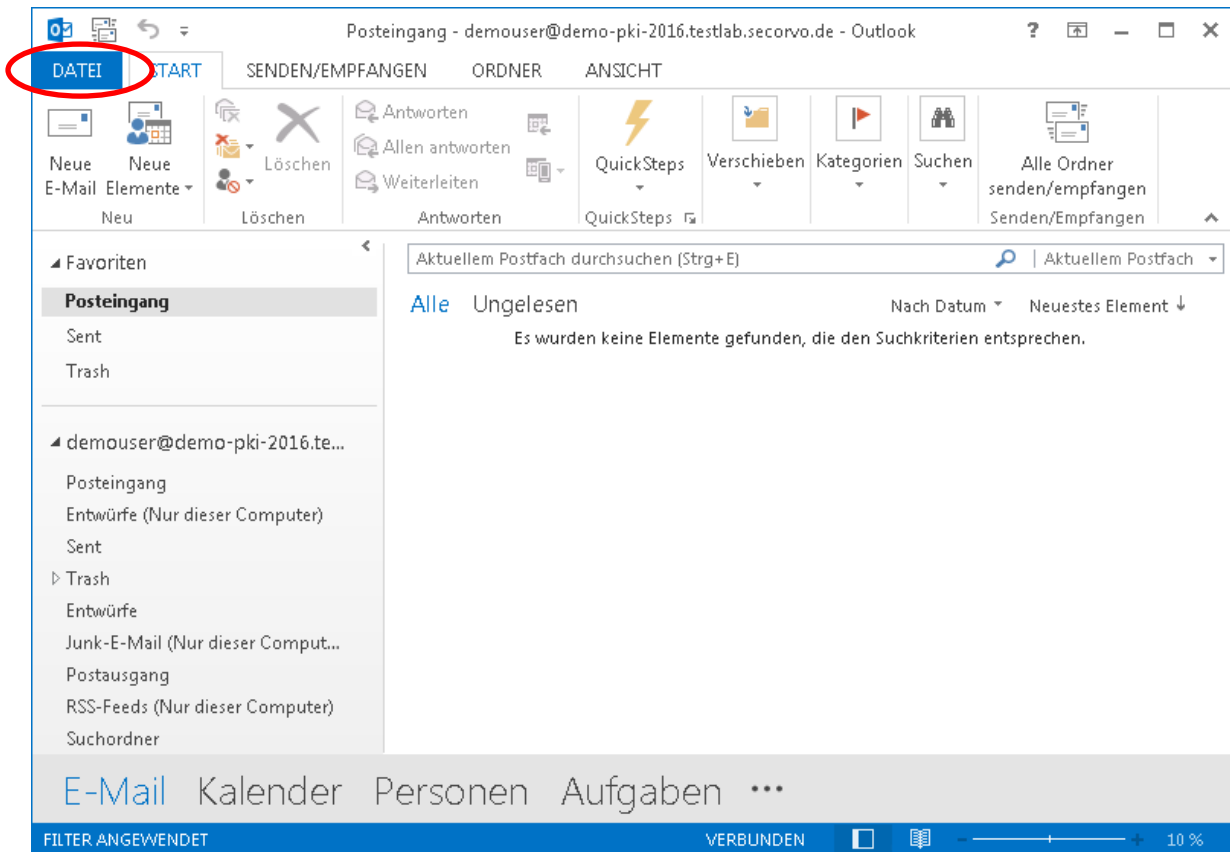 Posteingang - demouser@demo-pki-2016.testlab.secorvo.de - Outlook
DATEI START SENDEN/EMPFANGEN ORDNER ANSICHT
Neue E-Mail
Neue Elemente
Löschen
Antworten
Allen antworten
Weiterleiten
QuickSteps
Verschieben
Kategorien
Suchen
Alle Ordner
senden/empfangen
Neu Löschen Antworten QuickSteps Senden/Empfangen
Favoriten
Posteingang
Sent
Trash
demouser@demo-pki-2016.te...
Posteingang
Entwürfe (Nur dieser Computer)
Sent
Trash
Entwürfe
Junk-E-Mail (Nur dieser Comput...
Postausgang
RSS-Feeds (Nur dieser Computer)
Suchordner
Aktuellem Postfach durchsuchen (Strg+E) Aktuellem Postfach
Alle Ungelesen Nach Datum Neuestes Element
Es wurden keine Elemente gefunden, die den Suchkriterien entsprechen.
E-Mail Kalender Personen Aufgaben
FILTER ANGEWENDET VERBUNDEN 10 %